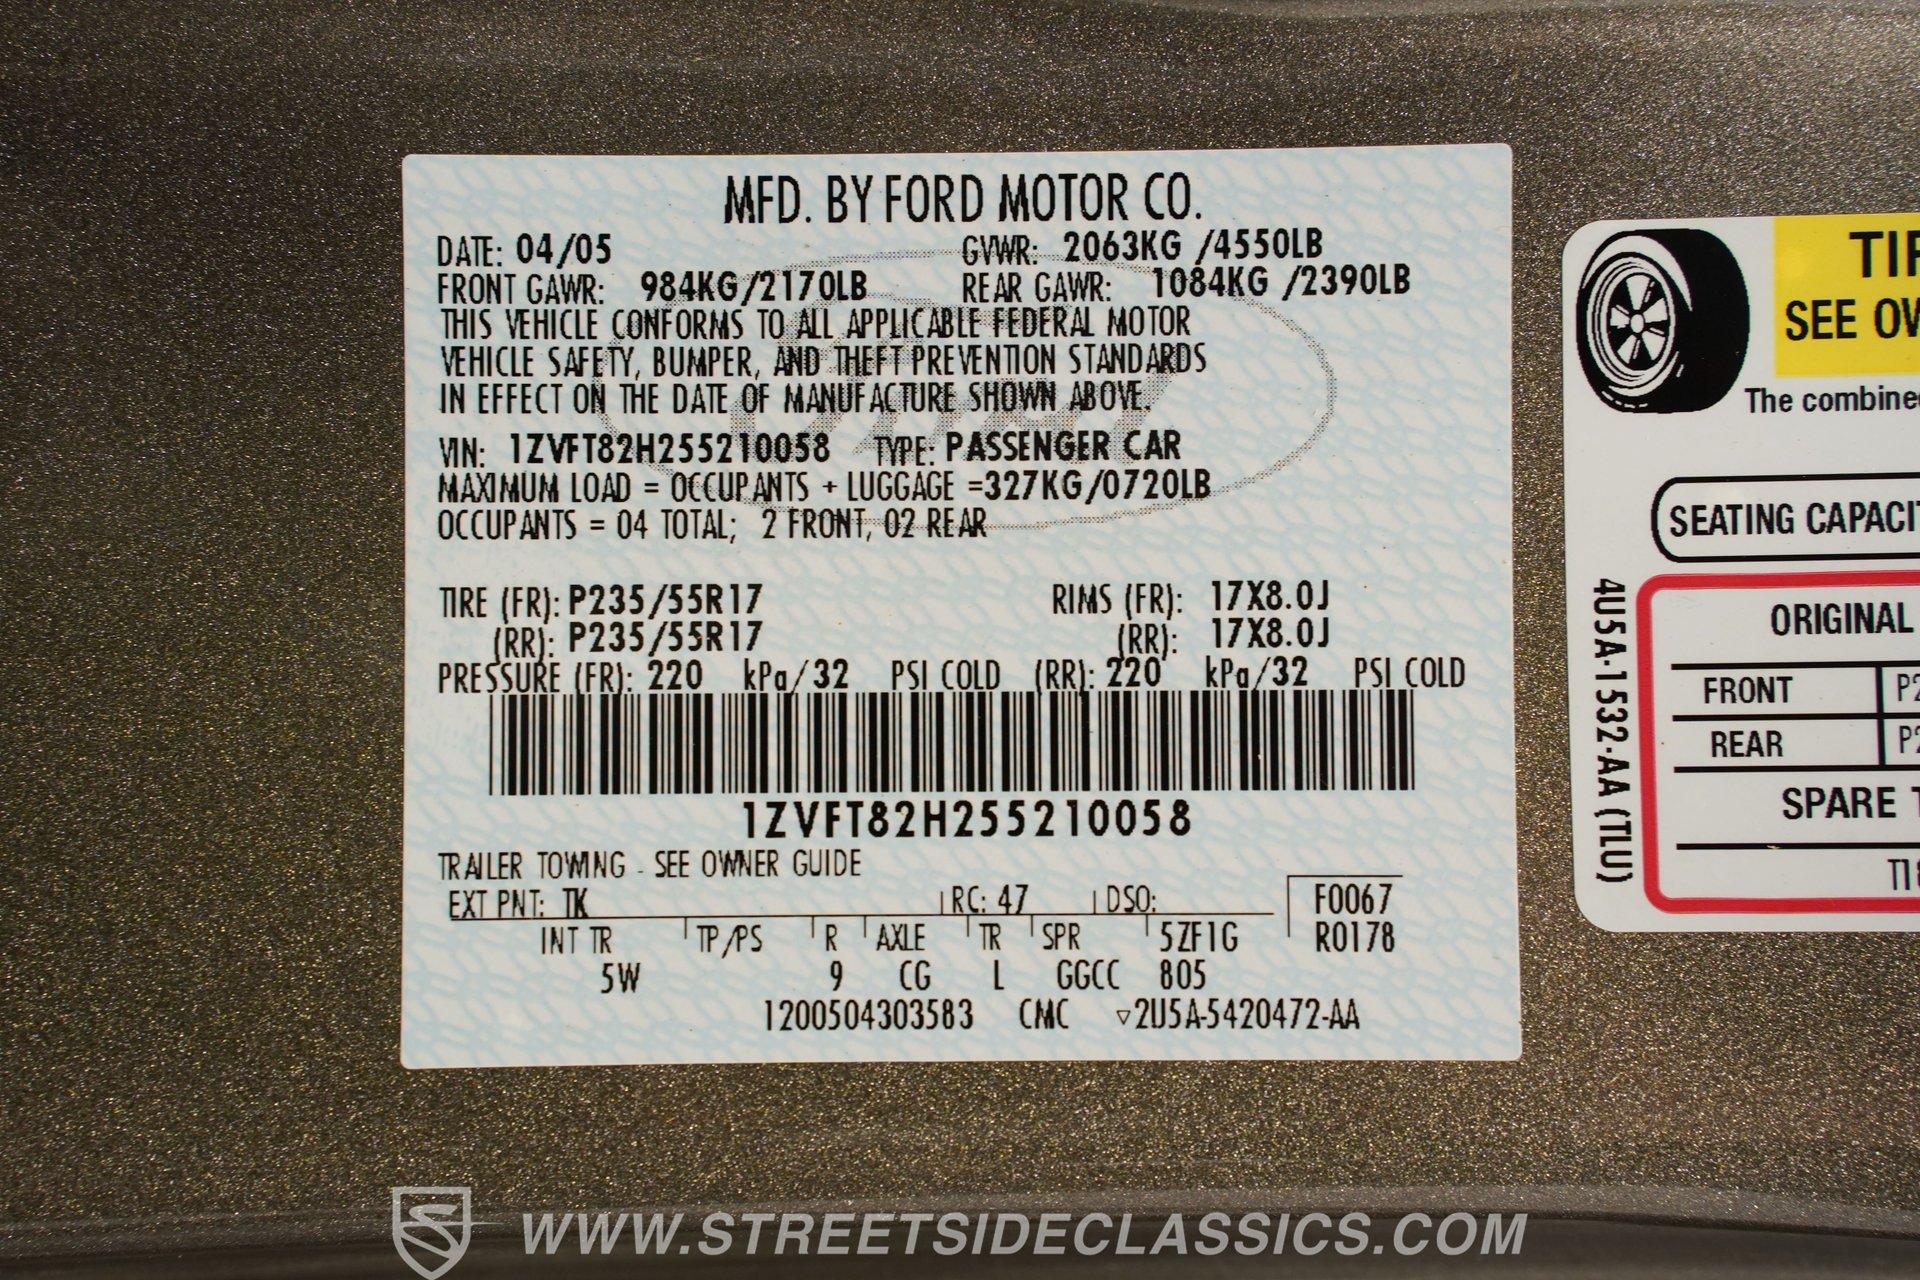 MFD. BY FORD MOTOR CO.
DATE: 04/05 GVWR: 2063KG /4550LB
FRONT GAWR: 984KG/2170LB REAR GAWR: 1084KG /2390LB
THIS VEHICLE CONFORMS TO ALL APPLICABLE FEDERAL MOTOR
VEHICLE SAFETY, BUMPER, AND THEFT PREVENTION STANDARDS
IN EFFECT ON THE DATE OF MANUFACTURE SHOWN ABOVE.
VIN: 1ZVFT82H255210058 TYPE: PASSENGER CAR
MAXIMUM LOAD = OCCUPANTS + LUGGAGE =327KG/0720LB
OCCUPANTS = 04 TOTAL; 2 FRONT, 02 REAR
TIRE (FR): P235/55R17 RIMS (FR): 17X8.0J
(RR): P235/55R17 (RR): 17X8.0J
PRESSURE (FR): 220 kPa/32 PSI COLD (RR): 220 kPa/32 PSI COLD
1ZVFT82H255210058
TRAILER TOWING - SEE OWNER GUIDE
EXT PNT: TK RC: 47 DSO: F0067
INT TR TP/PS R AXLE TR SPR 5ZF1G R0178
5W 9 CG L GGCC 805
1200504303583 CMC ▽2U5A-5420472-AA
TIR
SEE OW
The combine
SEATING CAPACIT
4U5A-1532-AA (TLU)
ORIGINAL
FRONT P2
REAR P2
SPARE T
T18
WWW.STREETSIDECLASSICS.COM